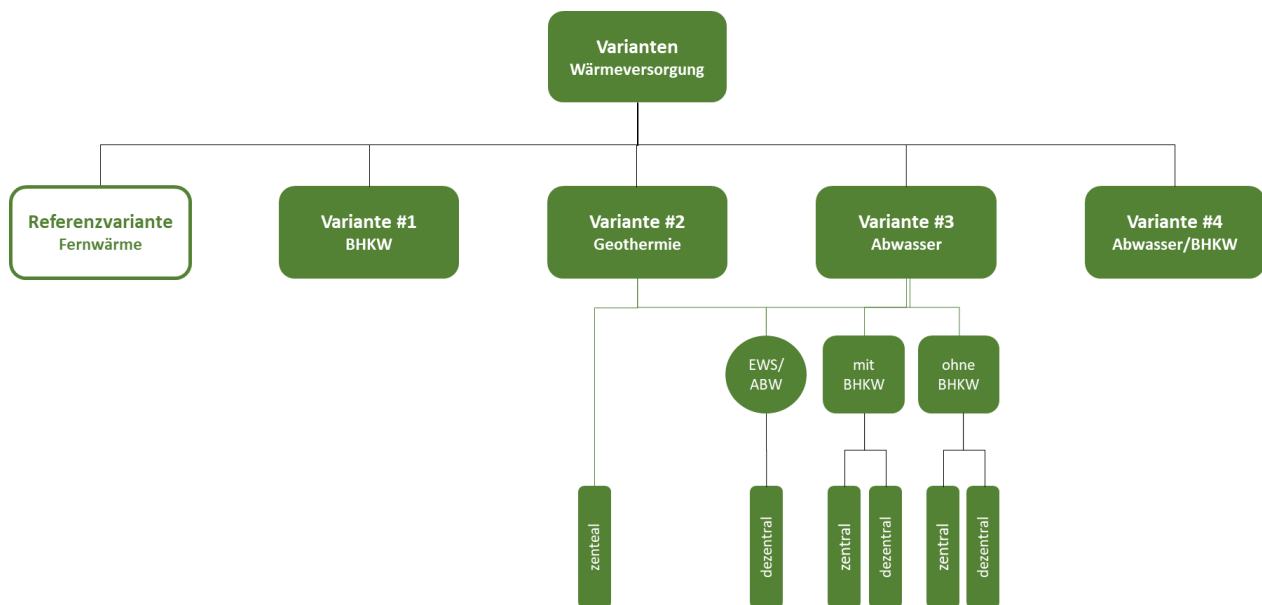 Varianten
Wärmeversorgung
Referenzvariante
Fernwärme
Variante #1
BHKW
Variante #2
Geothermie
Variante #3
Abwasser
Variante #4
Abwasser/BHKW
EWS/
ABW
mit
BHKW
ohne
BHKW
zenteal
dezentral
zentral
dezentral
zentral
dezentral